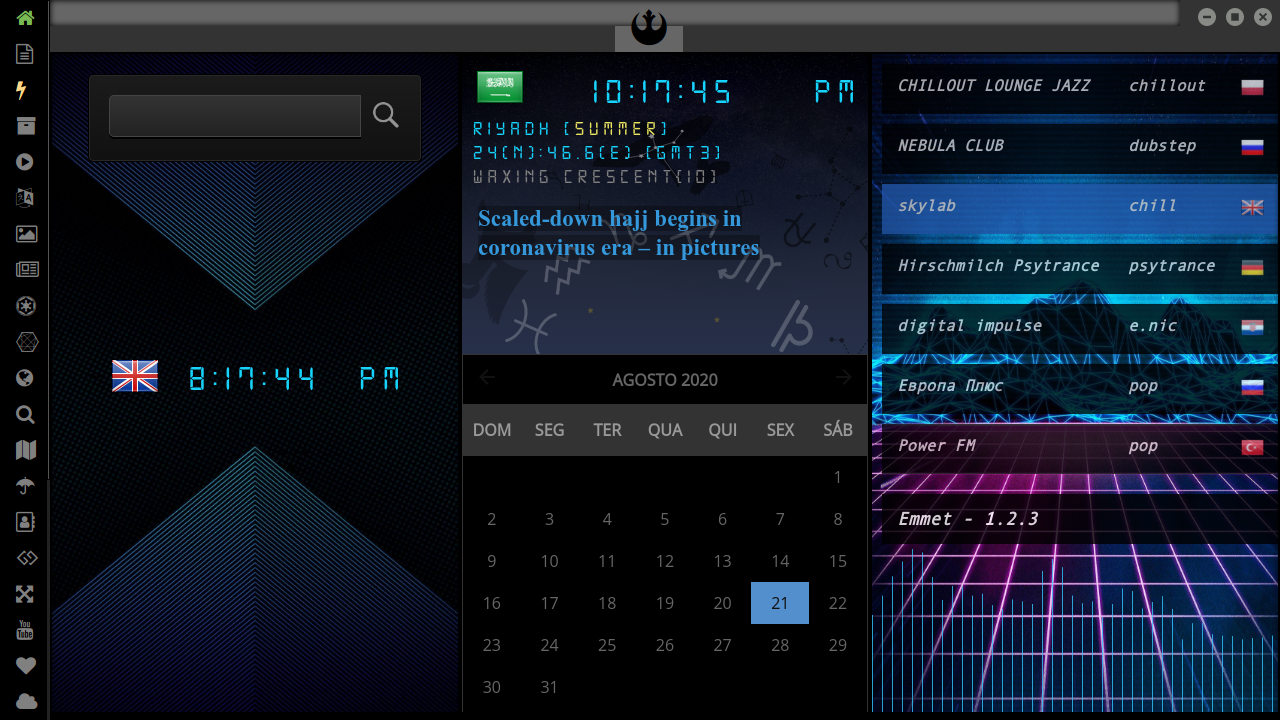 8:17:44 PM
10:17:45 PM
RIYADH (SUMMER)
24(N):46.6(E) (GMT3)
WAXING CRESCENT(10)
Scaled-down hajj begins in
coronavirus era – in pictures
AGOSTO 2020
DOM SEG TER QUA QUI SEX SÁB
1
2 3 4 5 6 7 8
9 10 11 12 13 14 15
16 17 18 19 20 21 22
23 24 25 26 27 28 29
30 31
CHILLOUT LOUNGE JAZZ chillout
NEBULA CLUB dubstep
skylab chill
Hirschmilch Psytrance psytrance
digital impulse e.nic
Европа Плюс pop
Power FM pop
Emmet - 1.2.3
You
Tube